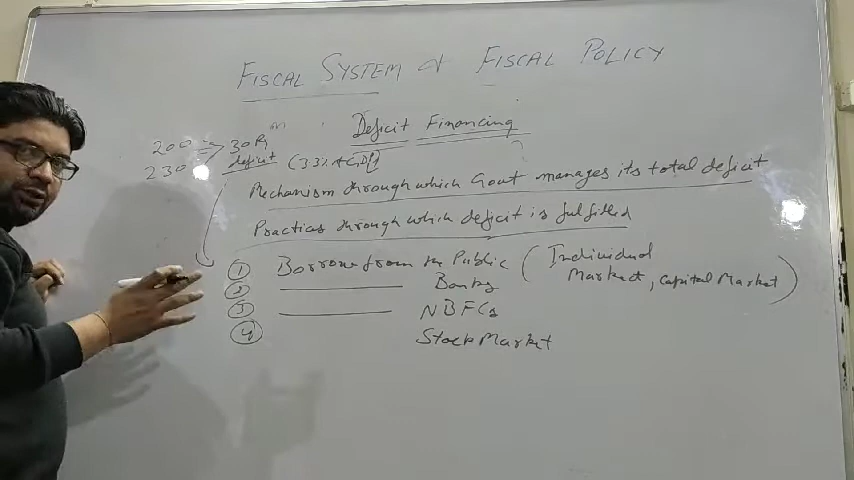 FISCAL SYSTEM & FISCAL POLICY
Deficit Financing
200 => 30 Rs
230 deficit (3.3% of GDP)
Mechanism through which Govt manages its total deficit
Practices through which deficit is fulfilled
① Borrow from the Public ( Individual
Market, Capital Market )
② ———— Banks
③ ———— NBFCs
④ Stock Market